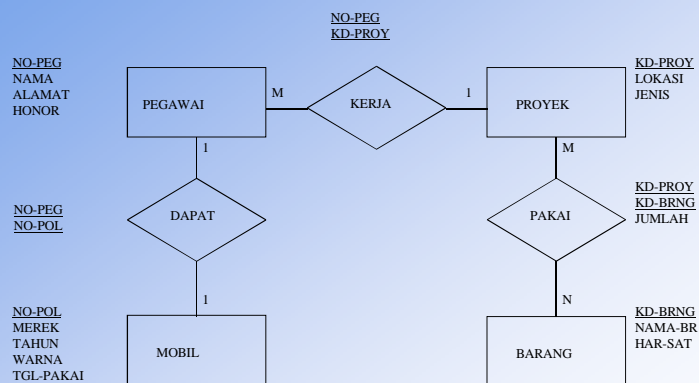 NO-PEG
KD-PROY
NO-PEG
NAMA
ALAMAT
HONOR
PEGAWAI
M
KERJA
1
PROYEK
KD-PROY
LOKASI
JENIS
1
M
NO-PEG
NO-POL
DAPAT
PAKAI
KD-PROY
KD-BRNG
JUMLAH
1
N
NO-POL
MEREK
TAHUN
WARNA
TGL-PAKAI
MOBIL
BARANG
KD-BRNG
NAMA-BR
HAR-SAT